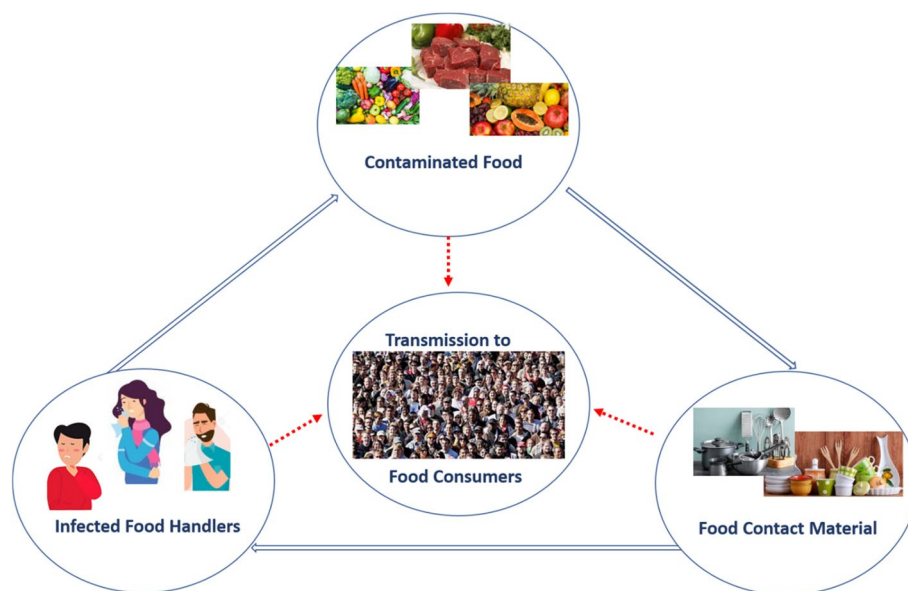 Contaminated Food
Transmission to
Food Consumers
Infected Food Handlers
Food Contact Material